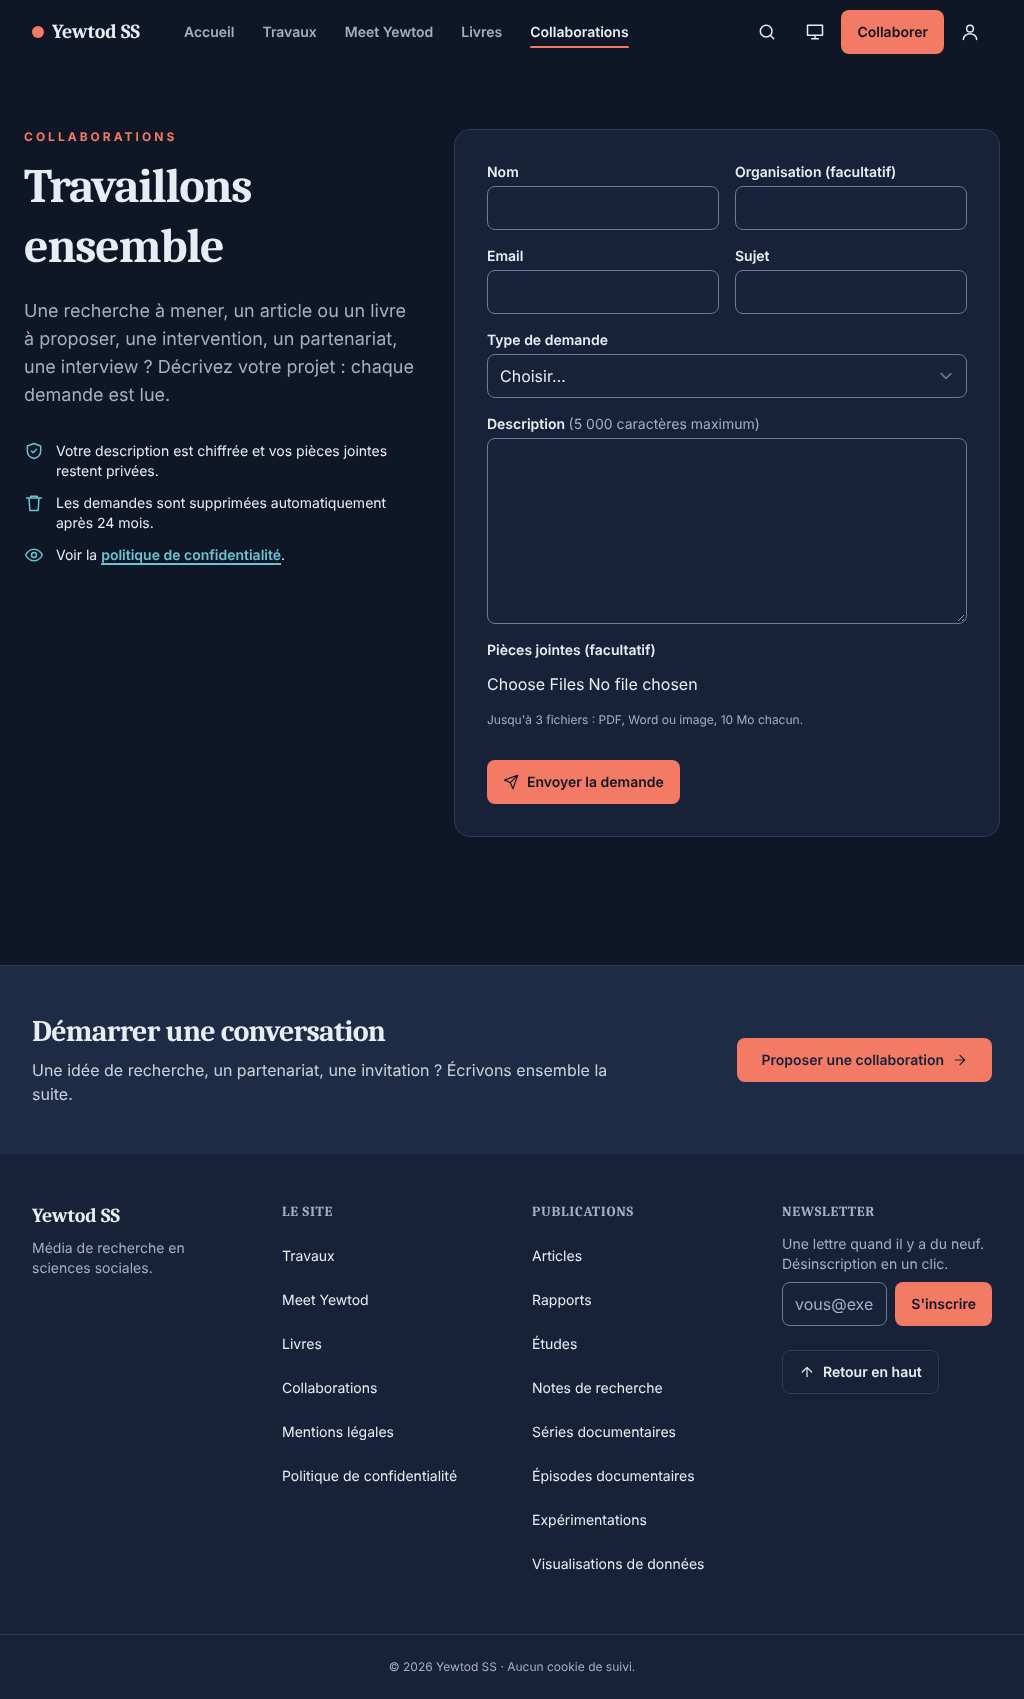 Yewtod SS
Accueil
Travaux
Meet Yewtod
Livres
Collaborations
Collaborer
COLLABORATIONS
Travaillons
ensemble
Une recherche à mener, un article ou un livre
à proposer, une intervention, un partenariat,
une interview ? Décrivez votre projet : chaque
demande est lue.
Votre description est chiffrée et vos pièces jointes
restent privées.
Les demandes sont supprimées automatiquement
après 24 mois.
Voir la politique de confidentialité.
Nom
Organisation (facultatif)
Email
Sujet
Type de demande
Choisir...
Description (5 000 caractères maximum)
Pièces jointes (facultatif)
Choose Files No file chosen
Jusqu'à 3 fichiers : PDF, Word ou image, 10 Mo chacun.
Envoyer la demande
Démarrer une conversation
Une idée de recherche, un partenariat, une invitation ? Écrivons ensemble la
suite.
Proposer une collaboration
Yewtod SS
Média de recherche en
sciences sociales.
LE SITE
Travaux
Meet Yewtod
Livres
Collaborations
Mentions légales
Politique de confidentialité
PUBLICATIONS
Articles
Rapports
Études
Notes de recherche
Séries documentaires
Épisodes documentaires
Expérimentations
Visualisations de données
NEWSLETTER
Une lettre quand il y a du neuf.
Désinscription en un clic.
vous@exe
S'inscrire
Retour en haut
© 2026 Yewtod SS · Aucun cookie de suivi.